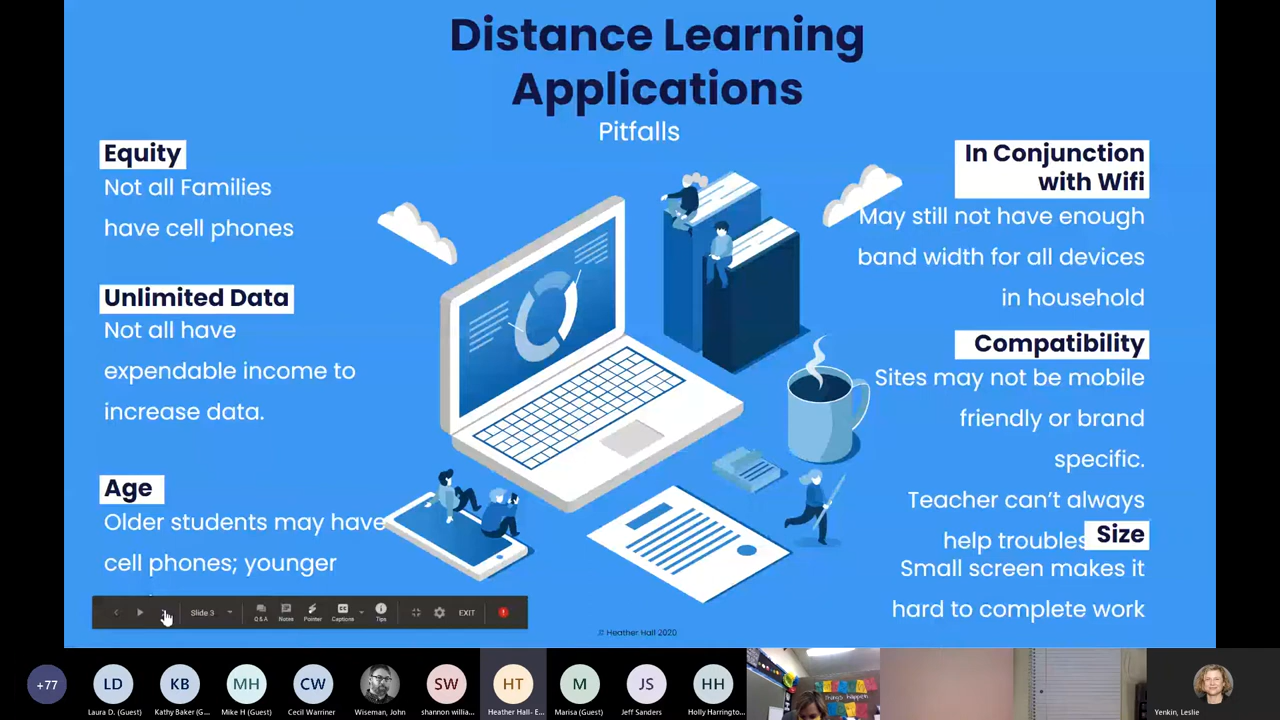 Distance Learning
Applications
Pitfalls
Equity
Not all Families
have cell phones
Unlimited Data
Not all have
expendable income to
increase data.
Age
Older students may have
cell phones; younger
In Conjunction
with Wifi
May still not have enough
band width for all devices
in household
Compatibility
Sites may not be mobile
friendly or brand
specific.
Teacher can't always
help troubles
Size
Small screen makes it
hard to complete work
Slide 3
Q&A
Notes
Pointer
Captions
Tips
EXIT
Heather Hall 2020
+77
LD
KB
MH
CW
SW
HT
M
JS
HH
Laura D. (Guest)
Kathy Baker (G...
Mike H (Guest)
Cecil Warriner
Wiseman, John
shannon willia...
Heather Hall- E...
Marisa (Guest)
Jeff Sanders
Holly Harringto...
Yenkin, Leslie